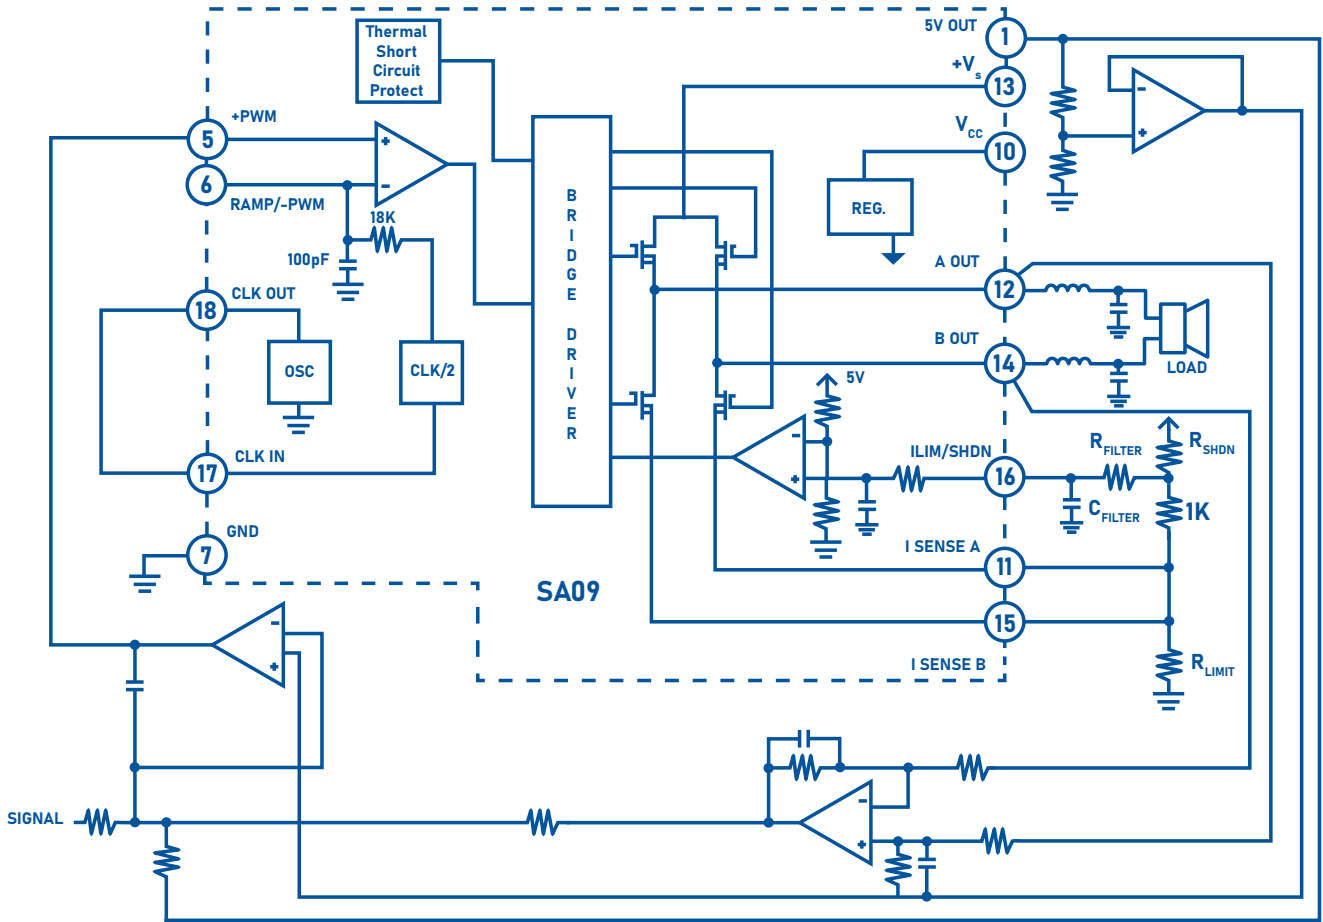 Thermal
Short
Circuit
Protect
5V OUT
1
+Vs
13
VCC
10
+PWM
5
+
-
6
RAMP/-PWM
18K
100pF
-
+
REG.
BRIDGE DRIVER
A OUT
12
CLK OUT
18
B OUT
14
LOAD
OSC
CLK/2
5V
-
+
ILIM/SHDN
16
RFILTER
RSHDN
CFILTER
1K
CLK IN
17
GND
7
I SENSE A
11
SA09
15
I SENSE B
RLIMIT
-
+
SIGNAL
-
+